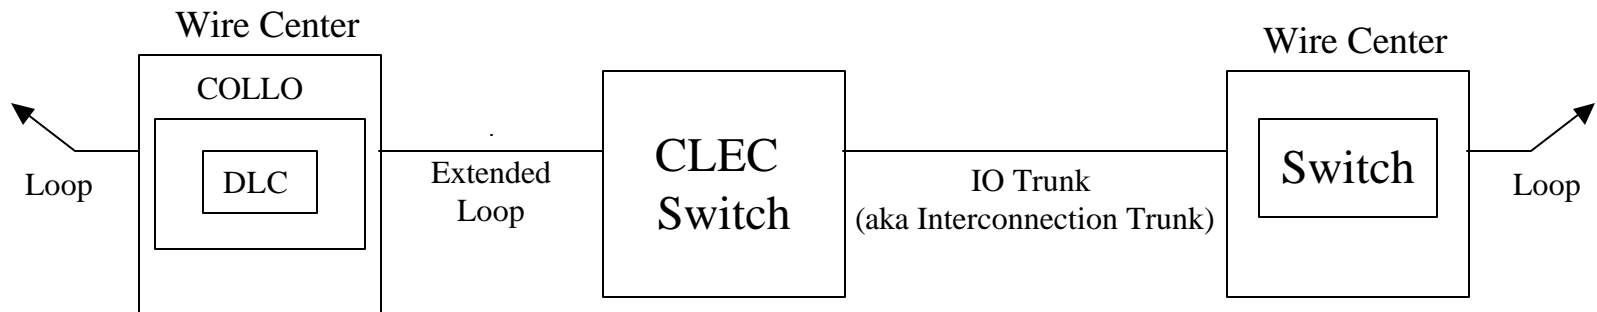 Wire Center
COLLO
DLC
Loop
Extended
Loop
CLEC
Switch
IO Trunk
(aka Interconnection Trunk)
Wire Center
Switch
Loop